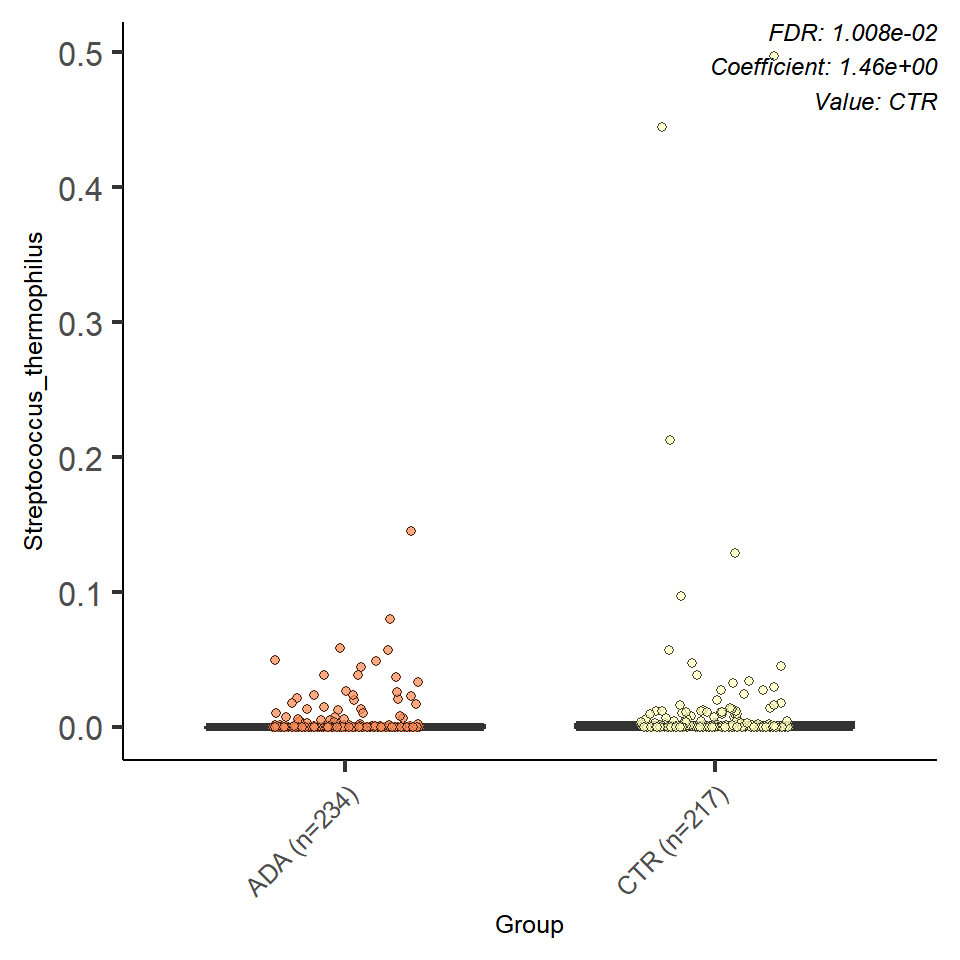 FDR: 1.008e-02
Coefficient: 1.46e+00
Value: CTR
Streptococcus_thermophilus
0.5
0.4
0.3
0.2
0.1
0.0
ADA (n=234)
CTR (n=217)
Group